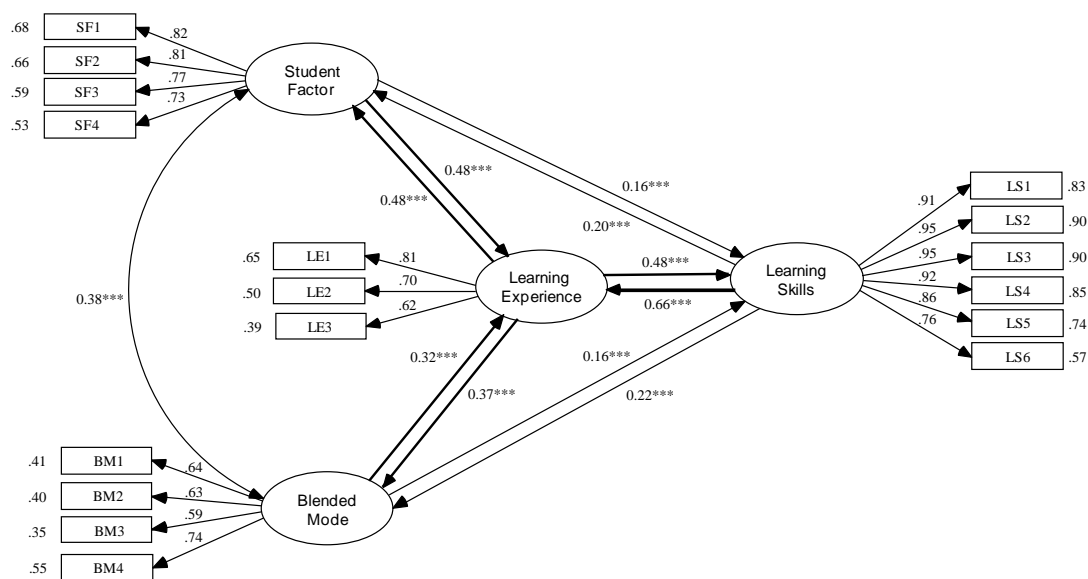 .68 SF1 .82
.66 SF2 .81
.59 SF3 .77
.53 SF4 .73
Student
Factor
0.48***
0.48***
0.16***
0.20***
.91 LS1 .83
.95 LS2 .90
.95 LS3 .90
.92 LS4 .85
.86 LS5 .74
.76 LS6 .57
.65 LE1 .81
.50 LE2 .70
.39 LE3 .62
Learning
Experience
0.48***
0.66***
Learning
Skills
0.38***
0.32***
0.37***
0.16***
0.22***
.41 BM1 .64
.40 BM2 .63
.35 BM3 .59
.55 BM4 .74
Blended
Mode